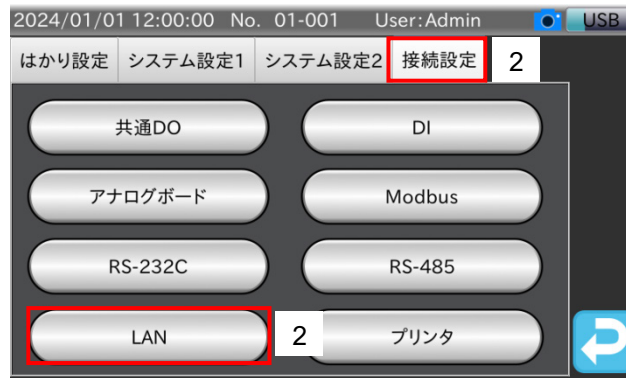 2024/01/01 12:00:00 No. 01-001 User:Admin USB
はかり設定 システム設定1 システム設定2 接続設定 2
共通DO DI
アナログボード Modbus
RS-232C RS-485
LAN 2 プリンタ